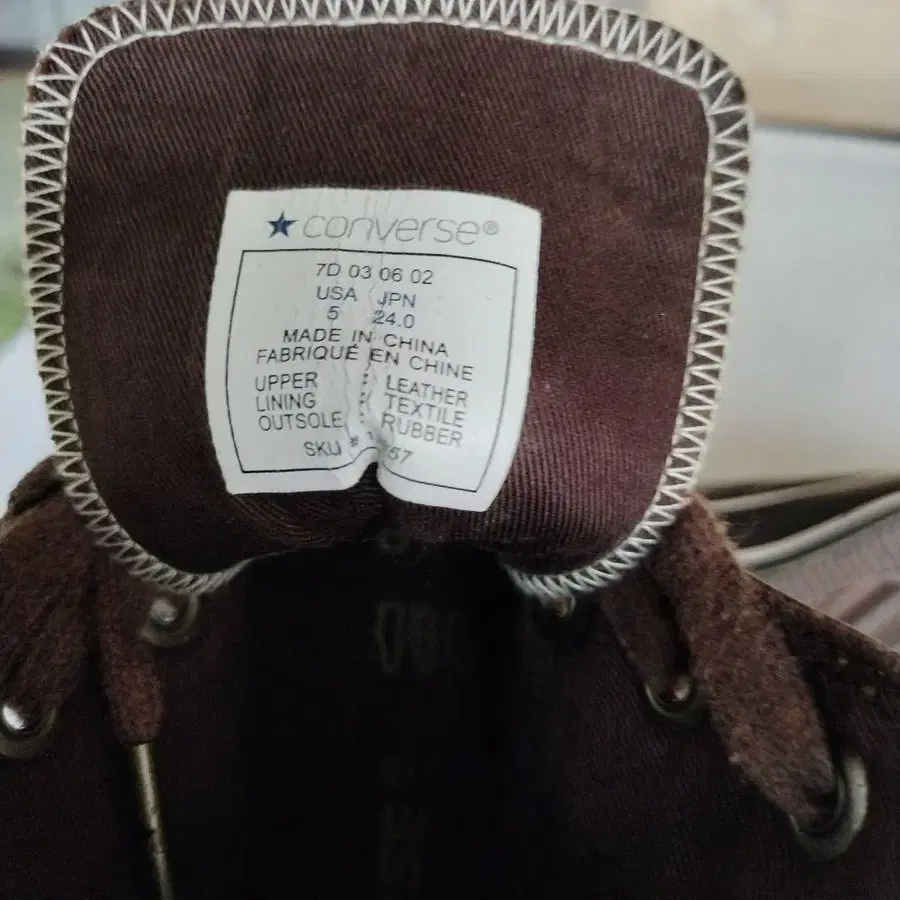 converse®
7D 03 06 02
USA JPN
5 24.0
MADE IN CHINA
FABRIQUÉ EN CHINE
UPPER : LEATHER
LINING : TEXTILE
OUTSOLE : RUBBER
SKU #